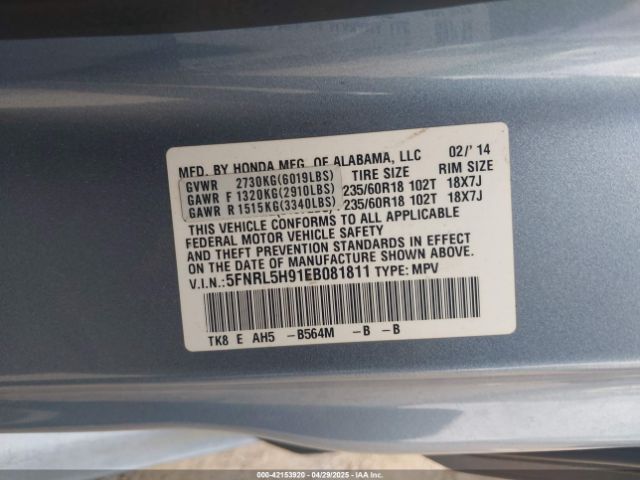 MFD. BY HONDA MFG. OF ALABAMA, LLC 02/' 14
TIRE SIZE RIM SIZE
GVWR 2730KG(6019LBS)
GAWR F 1320KG(2910LBS) 235/60R18 102T 18X7J
GAWR R 1515KG(3340LBS) 235/60R18 102T 18X7J
THIS VEHICLE CONFORMS TO ALL APPLICABLE
FEDERAL MOTOR VEHICLE SAFETY
AND THEFT PREVENTION STANDARDS IN EFFECT
ON THE DATE OF MANUFACTURE SHOWN ABOVE.
V.I.N.: 5FNRL5H91EB081811 TYPE: MPV
TK8 E AH5 -B564M -B -B
000-42153920 - 04/29/2025 - IAA Inc.